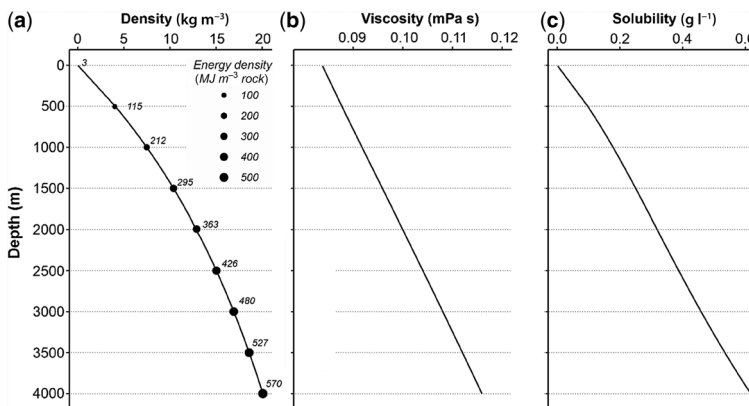 (a)
Density (kg m⁻³)
0 5 10 15 20
(b)
Viscosity (mPa s)
0.09 0.10 0.11 0.12
(c)
Solubility (g l⁻¹)
0.0 0.2 0.4
Depth (m)
0
500
1000
1500
2000
2500
3000
3500
4000
Energy density
(MJ m⁻³ rock)
100
200
300
400
500
3
115
212
295
363
426
480
527
570